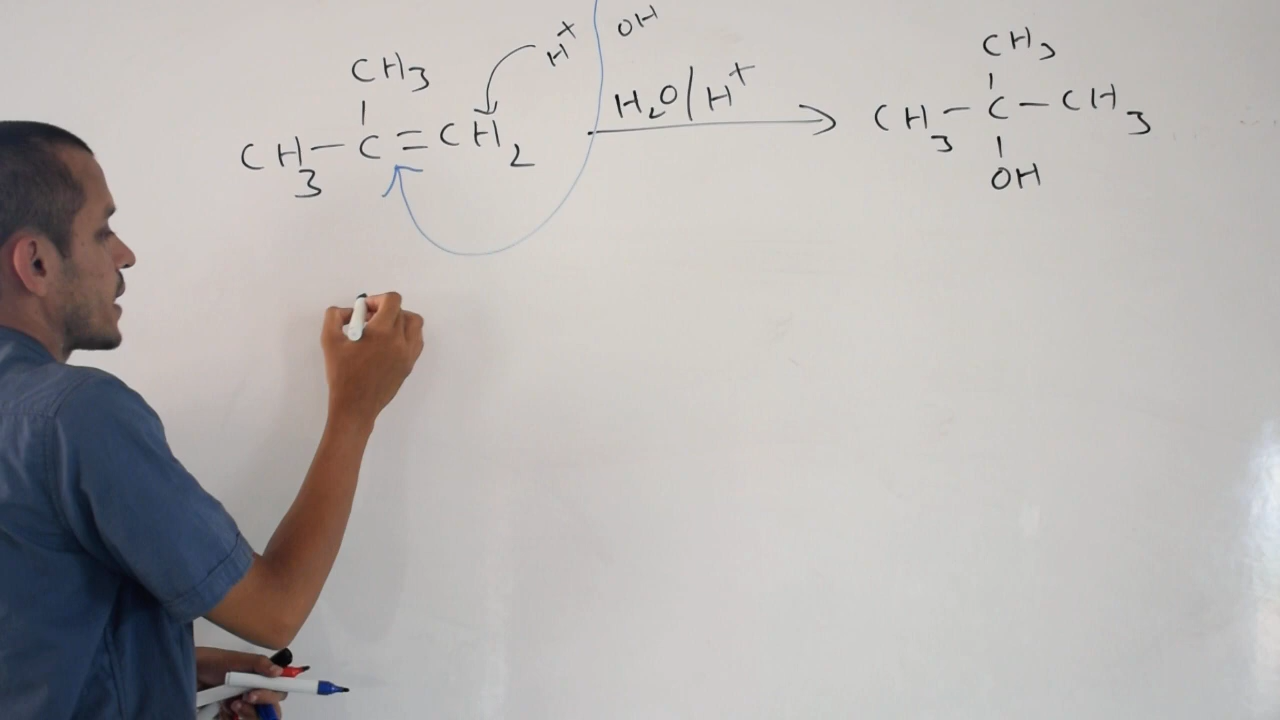 H⁺ OH
CH₃ CH₃
| H₂O/H⁺ |
CH₃ – C = CH₂ → CH₃ – C – CH₃
|
OH